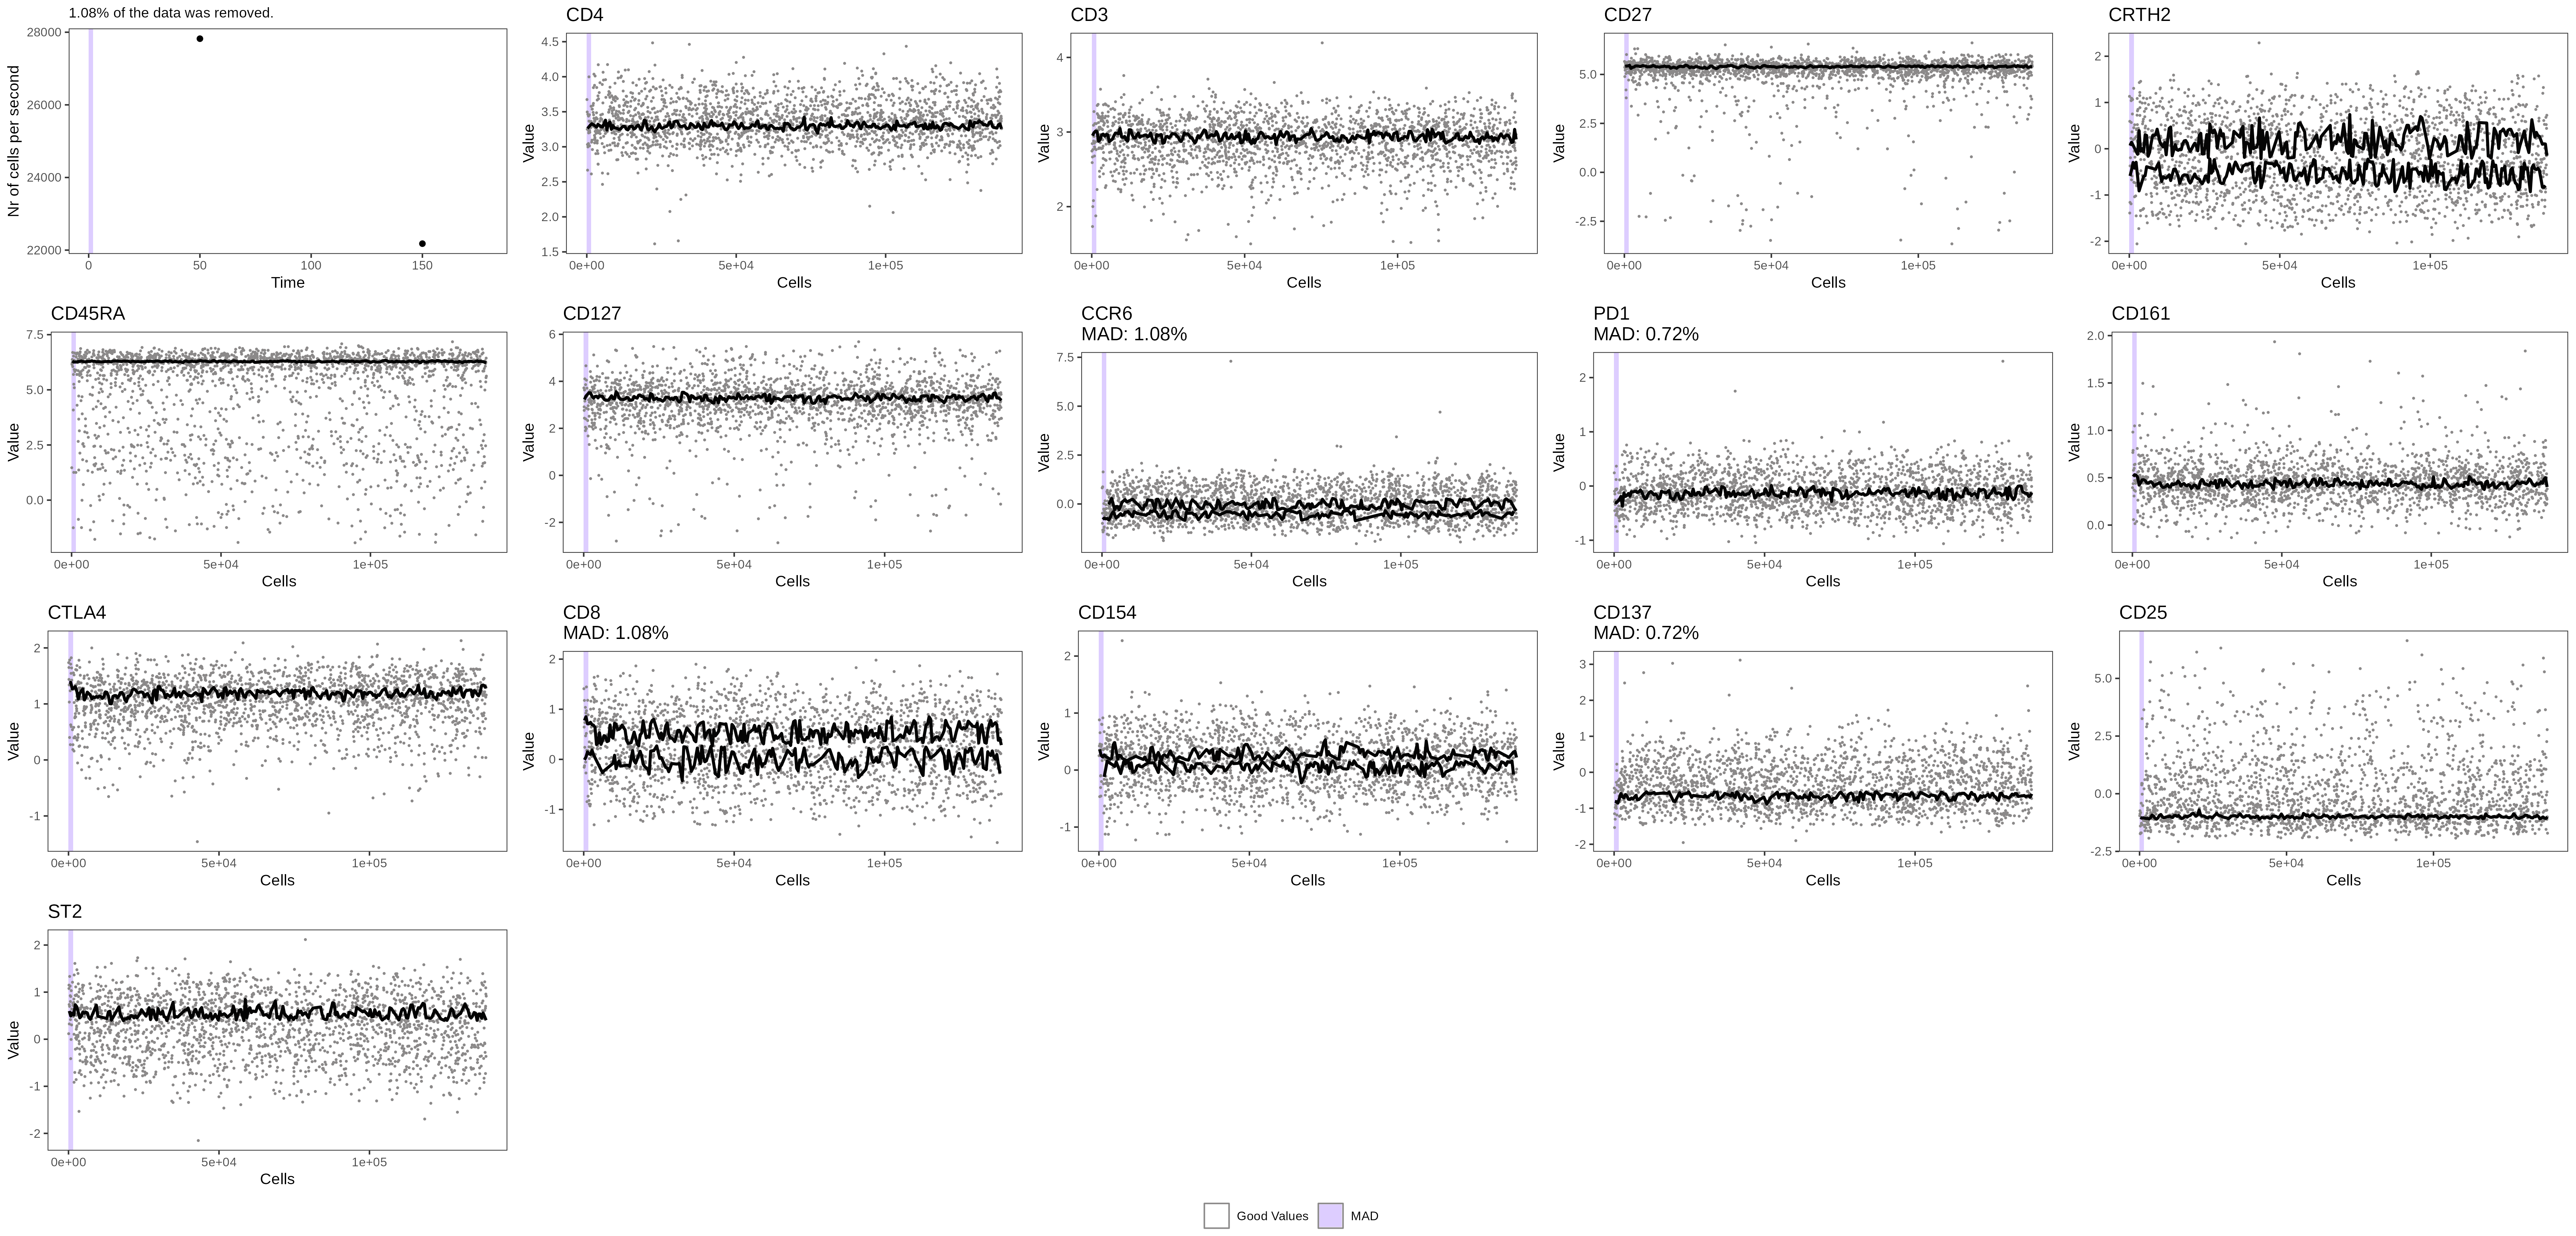 1.08% of the data was removed.
Nr of cells per second
28000
26000
24000
22000
0
50
100
150
Time
CD4
Value
4.5
4.0
3.5
3.0
2.5
2.0
1.5
0e+00
5e+04
1e+05
Cells
CD3
Value
4
3
2
0e+00
5e+04
1e+05
Cells
CD27
Value
5.0
2.5
0.0
-2.5
0e+00
5e+04
1e+05
Cells
CRTH2
Value
2
1
0
-1
-2
0e+00
5e+04
1e+05
Cells
CD45RA
Value
7.5
5.0
2.5
0.0
0e+00
5e+04
1e+05
Cells
CD127
Value
6
4
2
0
-2
0e+00
5e+04
1e+05
Cells
CCR6
MAD: 1.08%
Value
7.5
5.0
2.5
0.0
0e+00
5e+04
1e+05
Cells
PD1
MAD: 0.72%
Value
2
1
0
-1
0e+00
5e+04
1e+05
Cells
CD161
Value
2.0
1.5
1.0
0.5
0.0
0e+00
5e+04
1e+05
Cells
CTLA4
Value
2
1
0
-1
0e+00
5e+04
1e+05
Cells
CD8
MAD: 1.08%
Value
2
1
0
-1
0e+00
5e+04
1e+05
Cells
CD154
Value
2
1
0
-1
0e+00
5e+04
1e+05
Cells
CD137
MAD: 0.72%
Value
3
2
1
0
-1
-2
0e+00
5e+04
1e+05
Cells
CD25
Value
5.0
2.5
0.0
-2.5
0e+00
5e+04
1e+05
Cells
ST2
Value
2
1
0
-1
-2
0e+00
5e+04
1e+05
Cells
Good Values
MAD